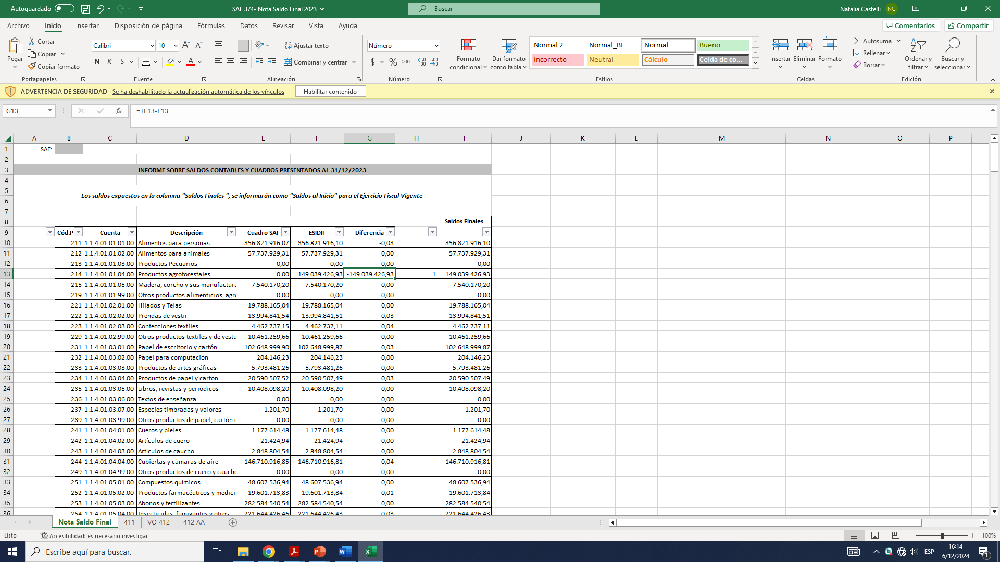 Autoguardado SAF 374- Nota Saldo Final 2023 Buscar Natalia Castelli NC
Archivo Inicio Insertar Disposición de página Fórmulas Datos Revisar Vista Ayuda Comentarios Compartir
Pegar Cortar Copiar Copiar formato
Portapapeles
Calibri 10
N K S
Fuente
Ajustar texto
Combinar y centrar
Alineación
Número
$ % 000
Número
Formato condicional
Dar formato como tabla
Normal 2 Normal_BI Normal Bueno
Incorrecto Neutral Cálculo Celda de co...
Estilos
Insertar Eliminar Formato
Celdas
Autosuma
Rellenar
Borrar
Ordenar y filtrar
Buscar y seleccionar
Edición
ADVERTENCIA DE SEGURIDAD Se ha deshabilitado la actualización automática de los vínculos Habilitar contenido
G13 fx =+E13-F13
A B C D E F G H I J K L M N O P
1 SAF:
2
3 INFORME SOBRE SALDOS CONTABLES Y CUADROS PRESENTADOS AL 31/12/2023
4
5
Los saldos expuestos en la columna "Saldos Finales ", se informarán como "Saldos al Inicio" para el Ejercicio Fiscal Vigente
6
7
8 Saldos Finales
9 Cód.P Cuenta Descripción Cuadro SAF ESIDIF Diferencia
10 211 1.1.4.01.01.01.00 Alimentos para personas 356.821.916,07 356.821.916,10 -0,03 356.821.916,10
11 212 1.1.4.01.01.02.00 Alimentos para animales 57.737.929,31 57.737.929,31 0,00 57.737.929,31
12 213 1.1.4.01.01.03.00 Productos Pecuarios 0,00 0,00 0,00 0,00
13 214 1.1.4.01.01.04.00 Productos agroforestales 0,00 149.039.426,93 -149.039.426,93 1 149.039.426,93
14 215 1.1.4.01.01.05.00 Madera, corcho y sus manufactura 7.540.170,20 7.540.170,20 0,00 7.540.170,20
15 219 1.1.4.01.01.99.00 Otros productos alimenticios, agr 0,00 0,00 0,00 0,00
16 221 1.1.4.01.02.01.00 Hilados y Telas 19.788.165,04 19.788.165,04 0,00 19.788.165,04
17 222 1.1.4.01.02.02.00 Prendas de vestir 13.994.841,54 13.994.841,51 0,03 13.994.841,51
18 223 1.1.4.01.02.03.00 Confecciones textiles 4.462.737,15 4.462.737,11 0,04 4.462.737,11
19 229 1.1.4.01.02.99.00 Otros productos textiles y de vestu 10.461.259,66 10.461.259,66 0,00 10.461.259,66
20 231 1.1.4.01.03.01.00 Papel de escritorio y cartón 102.648.999,90 102.648.999,87 0,03 102.648.999,87
21 232 1.1.4.01.03.02.00 Papel para computación 204.146,23 204.146,23 0,00 204.146,23
22 233 1.1.4.01.03.03.00 Productos de artes gráficas 5.793.481,26 5.793.481,26 0,00 5.793.481,26
23 234 1.1.4.01.03.04.00 Productos de papel y cartón 20.590.507,52 20.590.507,49 0,03 20.590.507,49
24 235 1.1.4.01.03.05.00 Libros, revistas y periódicos 10.408.098,20 10.408.098,20 0,00 10.408.098,20
25 236 1.1.4.01.03.06.00 Textos de enseñanza 0,00 0,00 0,00 0,00
26 237 1.1.4.01.03.07.00 Especies timbradas y valores 1.201,70 1.201,70 0,00 1.201,70
27 239 1.1.4.01.03.99.00 Otros productos de papel, cartón e 0,00 0,00 0,00 0,00
28 241 1.1.4.01.04.01.00 Cueros y pieles 1.177.614,48 1.177.614,48 0,00 1.177.614,48
29 242 1.1.4.01.04.02.00 Artículos de cuero 21.424,94 21.424,94 0,00 21.424,94
30 243 1.1.4.01.04.03.00 Artículos de caucho 2.848.804,54 2.848.804,54 0,00 2.848.804,54
31 244 1.1.4.01.04.04.00 Cubiertas y cámaras de aire 146.710.916,85 146.710.916,81 0,04 146.710.916,81
32 249 1.1.4.01.04.99.00 Otros productos de cuero y cauch 0,00 0,00 0,00 0,00
33 251 1.1.4.01.05.01.00 Compuestos químicos 48.607.536,94 48.607.536,94 0,00 48.607.536,94
34 252 1.1.4.01.05.02.00 Productos farmacéuticos y medici 19.601.713,83 19.601.713,84 -0,01 19.601.713,84
35 253 1.1.4.01.05.03.00 Abonos y fertilizantes 282.584.540,54 282.584.540,54 0,00 282.584.540,54
36 254 1.1.4.01.05.04.00 Insecticidas, fumigantes y otros 221.644.426,46 221.644.426,43 0,03 221.644.426,43
Nota Saldo Final 411 VO 412 412 AA
Listo Accesibilidad: es necesario investigar 100%
Escribe aquí para buscar. ESP 16:14
6/12/2024 1